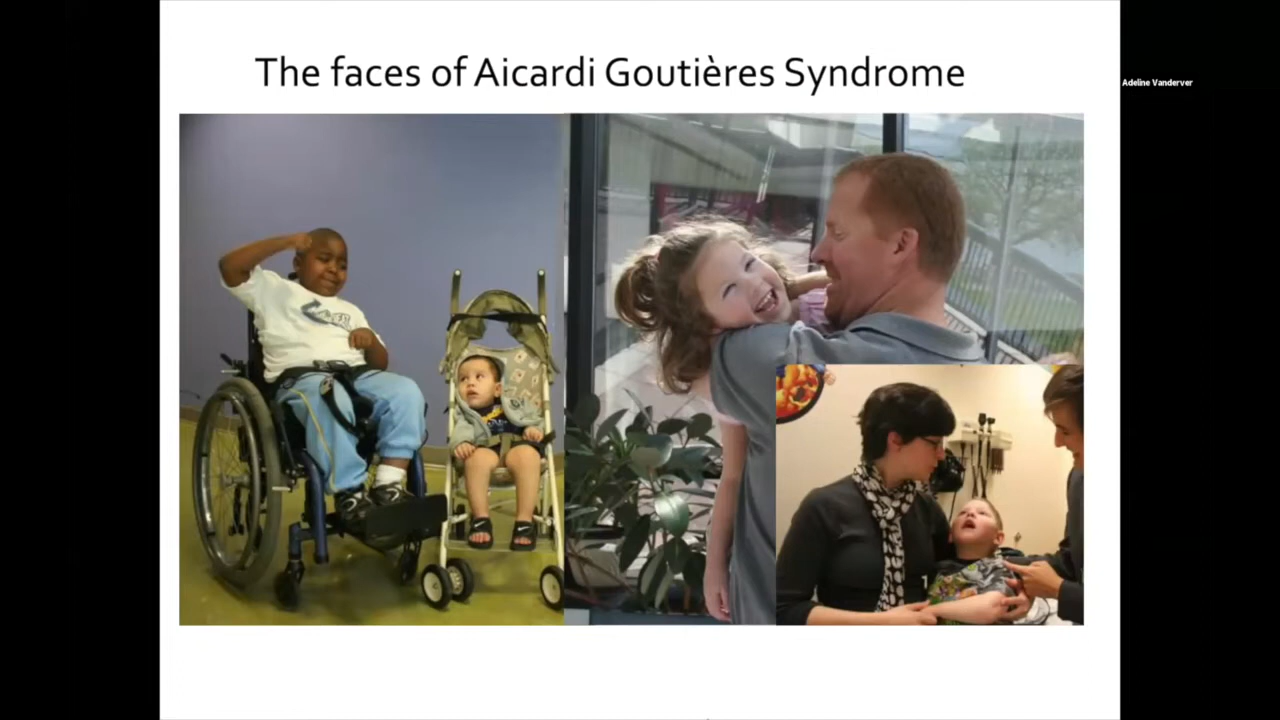 The faces of Aicardi Goutières Syndrome
Adeline Vanderver